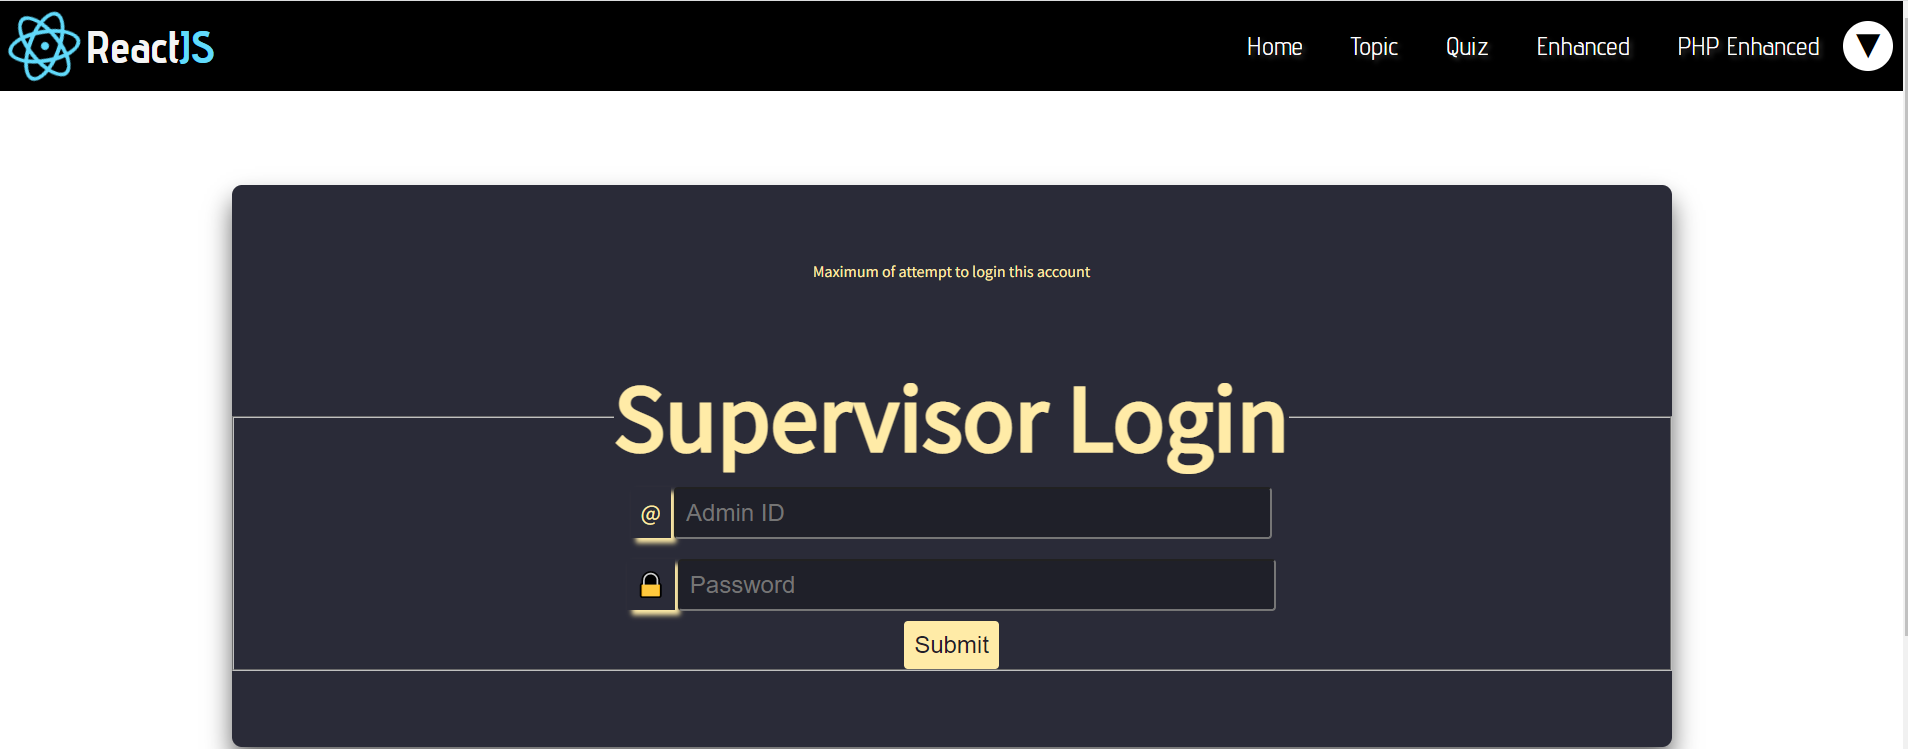 ReactJS Home Topic Quiz Enhanced PHP Enhanced ▼
Maximum of attempt to login this account
Supervisor Login
@ Admin ID
Password
Submit